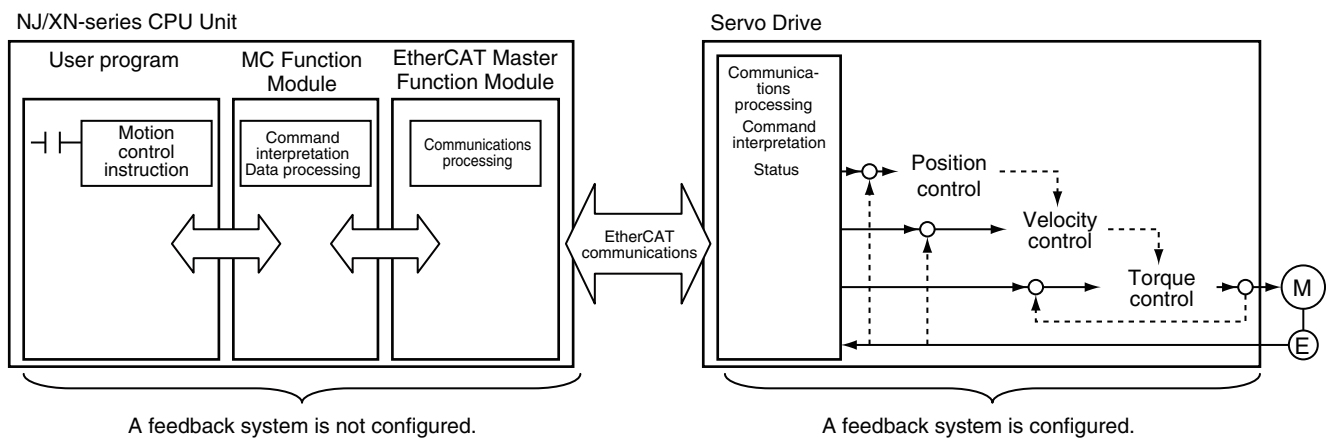 NJ/XN-series CPU Unit
User program
MC Function
Module
EtherCAT Master
Function Module
Motion
control
instruction
Command
interpretation
Data processing
Communications
processing
EtherCAT
communications
A feedback system is not configured.
Servo Drive
Communica-
tions
processing
Command
interpretation
Status
Position
control
Velocity
control
Torque
control
M
E
A feedback system is configured.